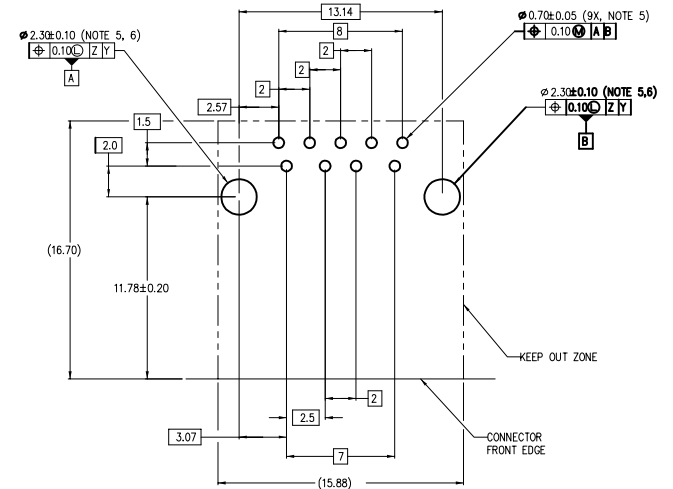 13.14
⌀2.30±0.10 (NOTE 5, 6)
⌖ 0.10Ⓛ Z Y
A
8
⌀0.70±0.05 (9X, NOTE 5)
⌖ 0.10Ⓜ A B
2
2
2
⌀2.30±0.10 (NOTE 5,6)
⌖ 0.10Ⓛ Z Y
B
2.57
1.5
2.0
(16.70)
11.78±0.20
KEEP OUT ZONE
2
2.5
3.07
CONNECTOR
FRONT EDGE
7
(15.88)